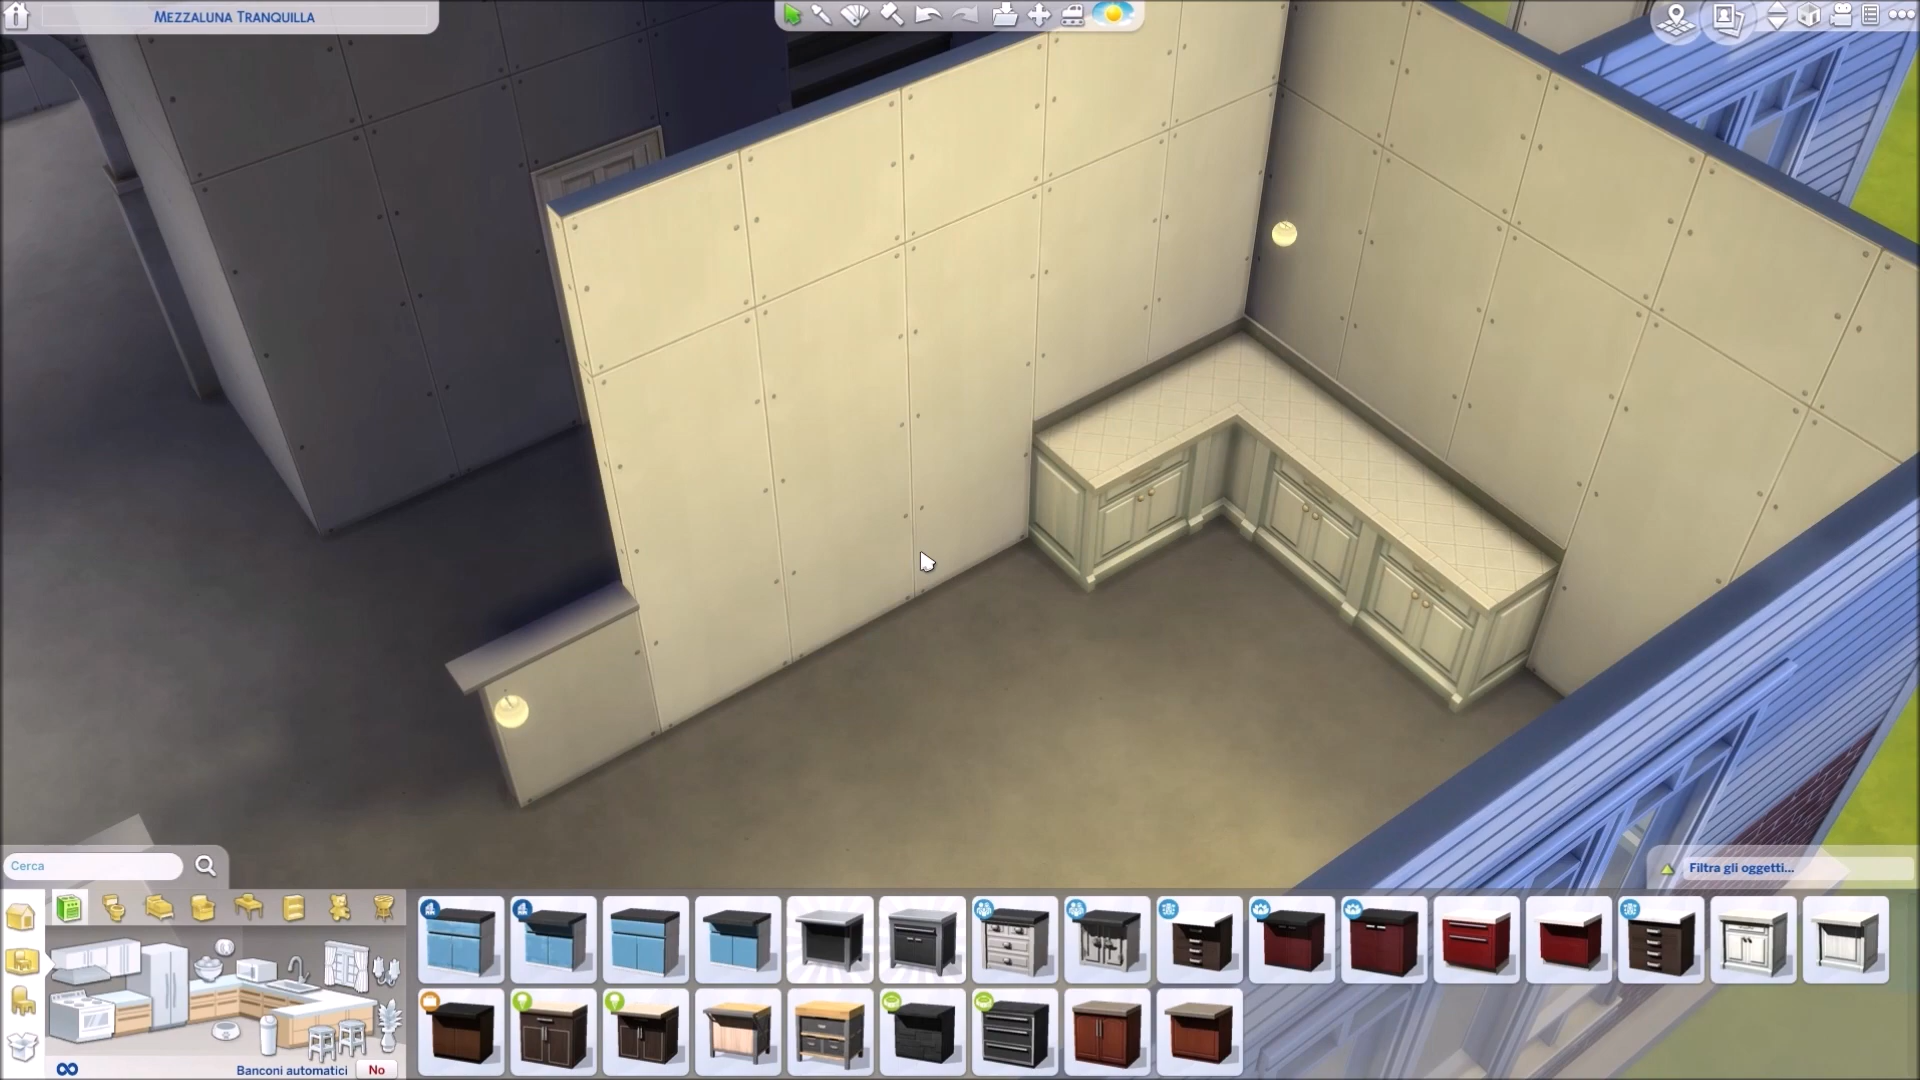 Mezzaluna Tranquilla
Cerca
Filtra gli oggetti...
Banconi automatici No